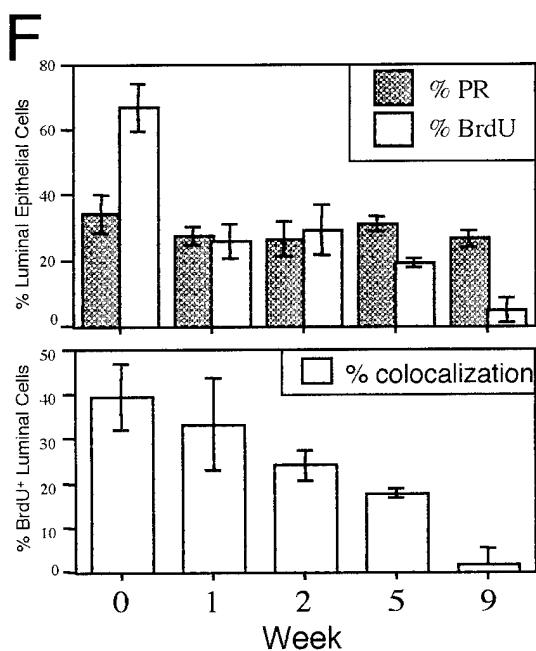 F
80
60
40
20
0
% Luminal Epithelial Cells
% PR
% BrdU
50
40
30
20
10
0
% BrdU⁺ Luminal Cells
% colocalization
0 1 2 5 9
Week